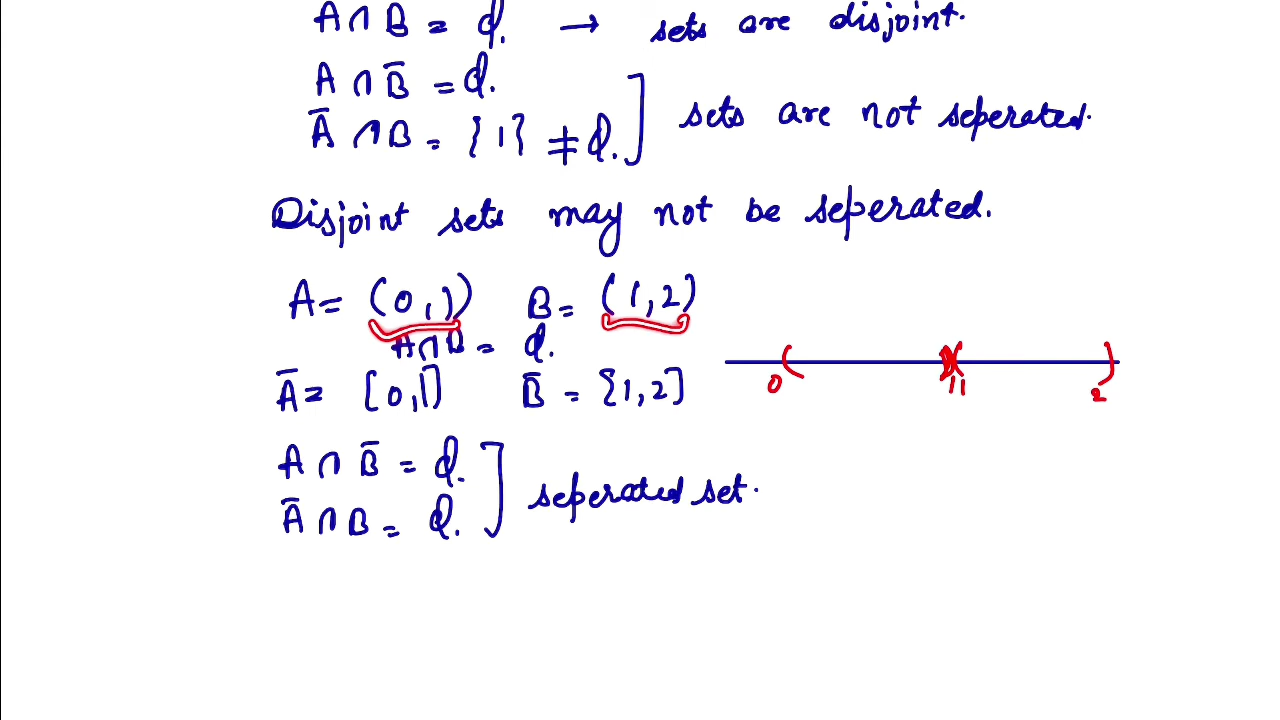 A ∩ B = ϕ. → sets are disjoint.
A ∩ B̄ = ϕ.
Ā ∩ B = {1} ≠ ϕ. ] sets are not seperated.
Disjoint sets may not be seperated.
A = (0,1) B = (1,2)
A∩B = ϕ.
0 1 1 2
Ā = [0,1] B̄ = [1,2]
A ∩ B̄ = ϕ.
Ā ∩ B = ϕ. ] seperated set.